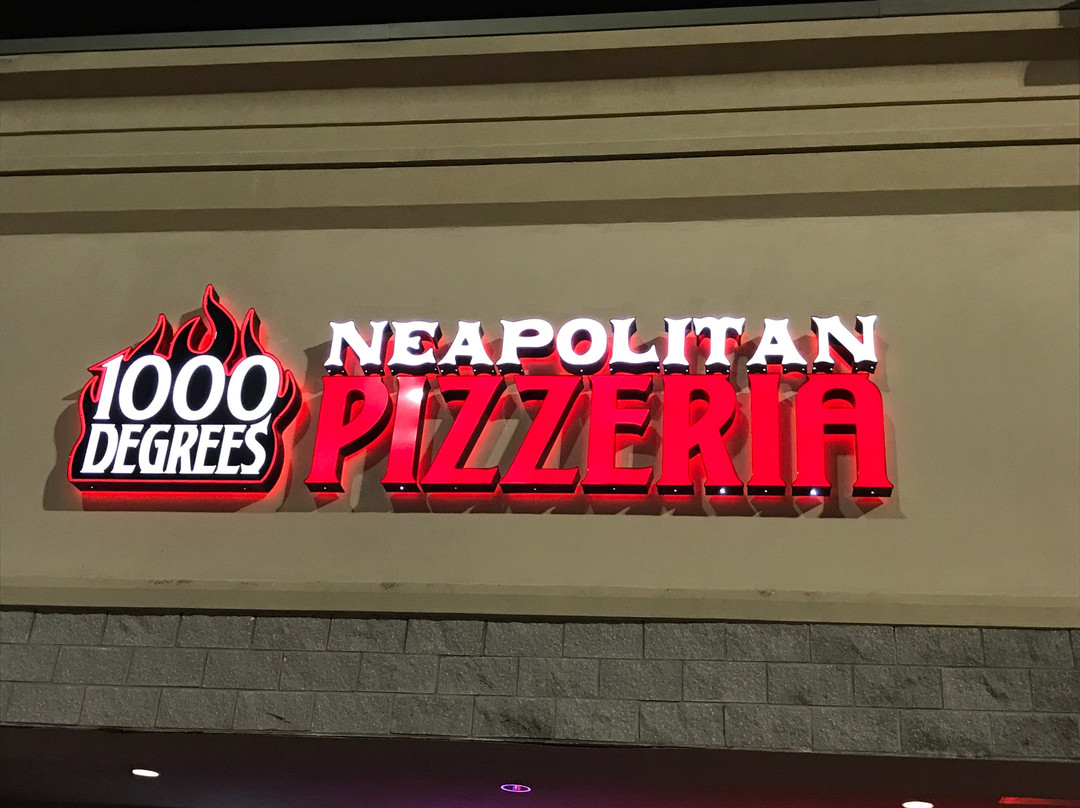 1000
DEGREES
NEAPOLITAN
PIZZERIA